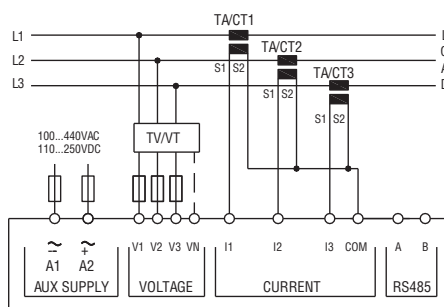 TA/CT1
L1
L
S1 S2
TA/CT2
L2
O
A
S1 S2
TA/CT3
L3
D
S1 S2
100...440VAC
110...250VDC
TV/VT
~
--
~
+
V1 V2 V3 VN I1 I2 I3 COM A B
A1 A2
AUX SUPPLY VOLTAGE CURRENT RS485